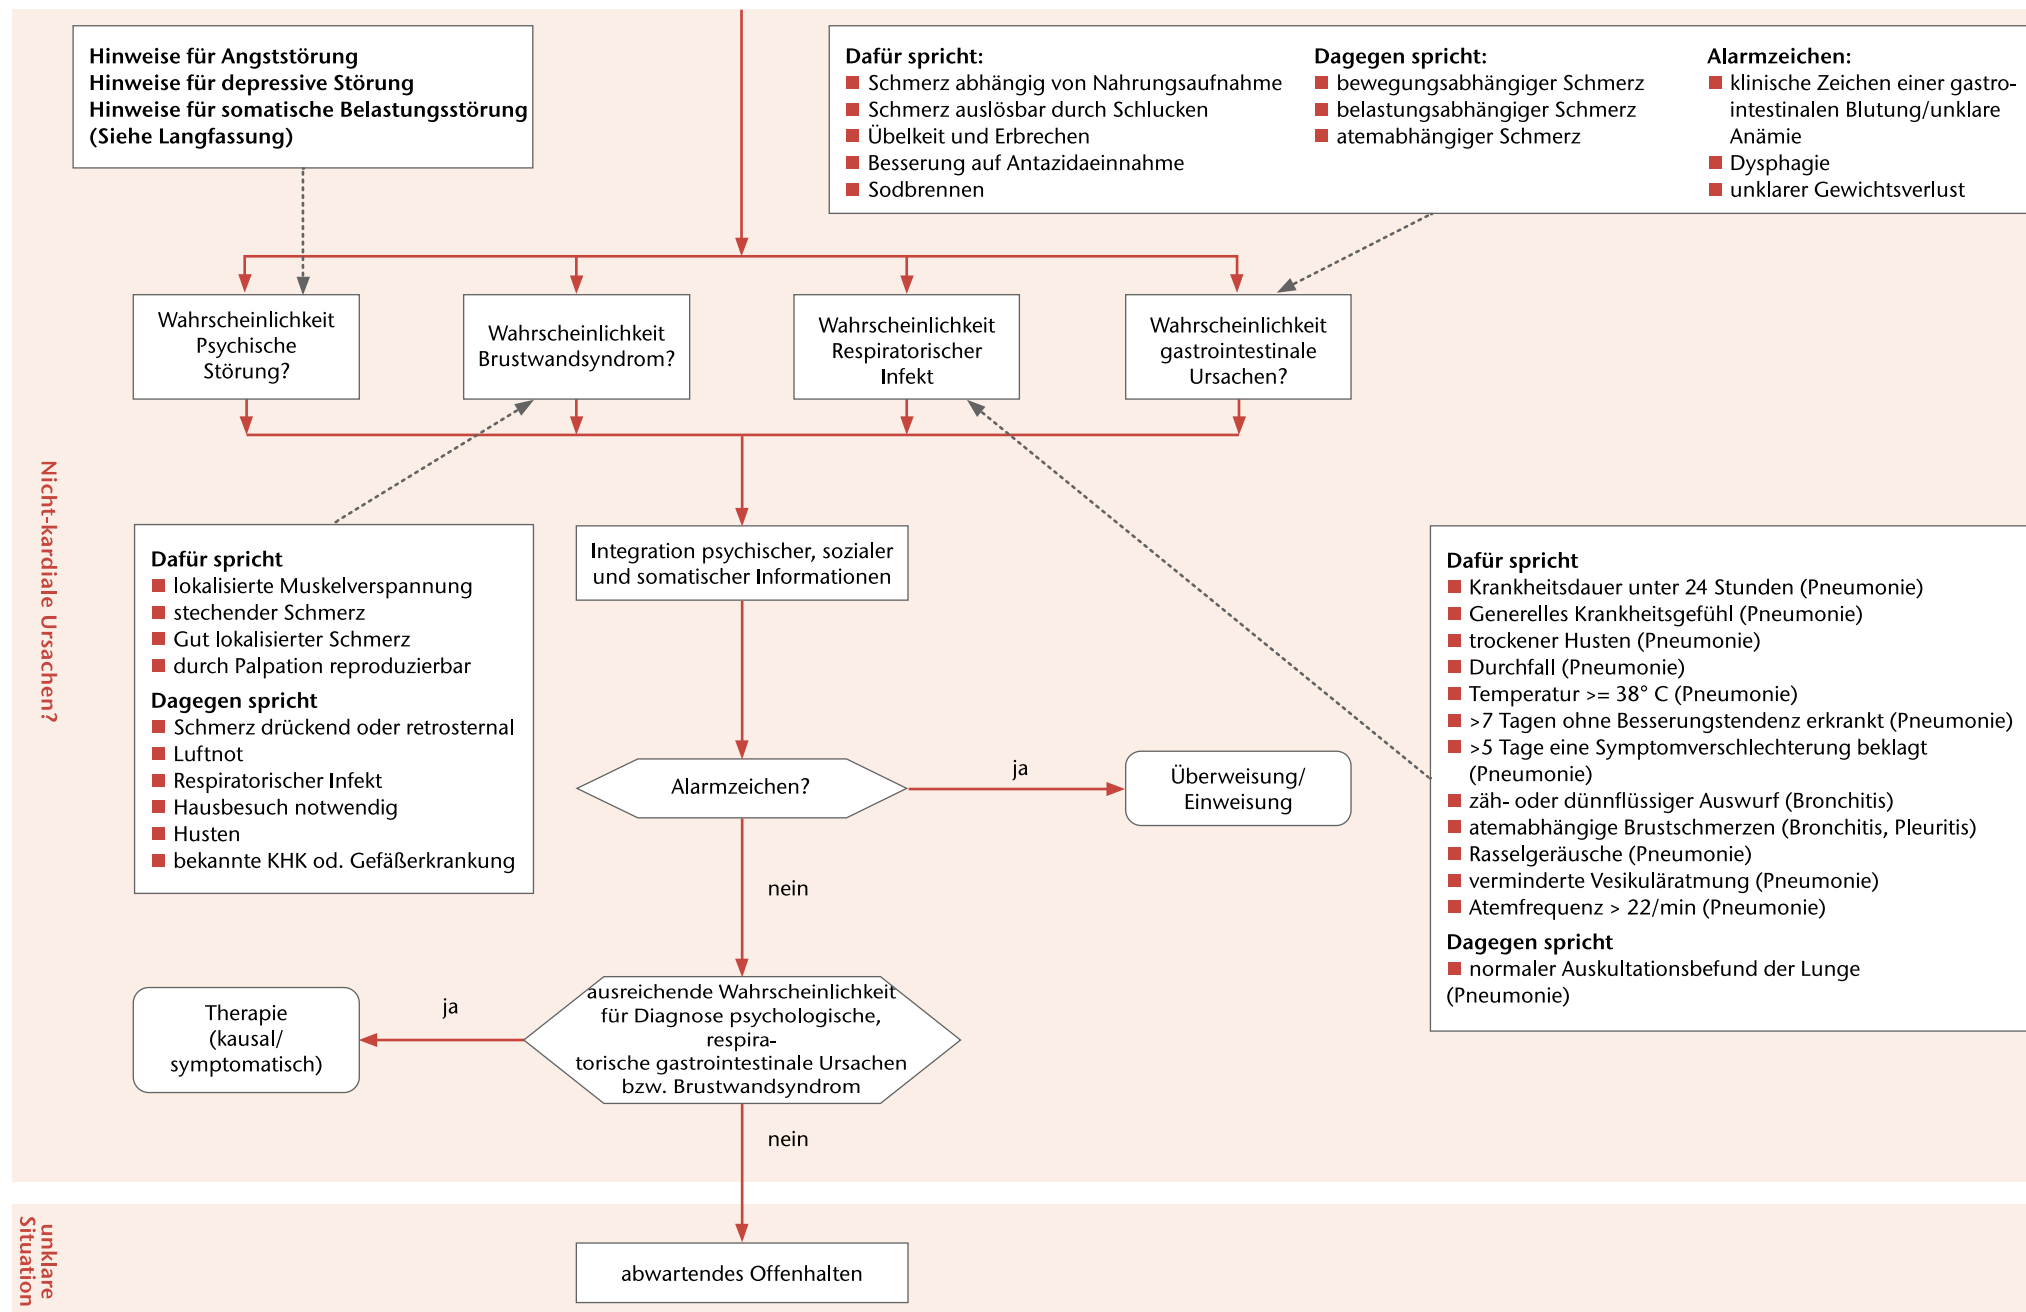 Hinweise für Angststörung
Hinweise für depressive Störung
Hinweise für somatische Belastungsstörung
(Siehe Langfassung)
Dafür spricht:
Schmerz abhängig von Nahrungsaufnahme
Schmerz auslösbar durch Schlucken
Übelkeit und Erbrechen
Besserung auf Antazidaeinnahme
Sodbrennen
Dagegen spricht:
bewegungsabhängiger Schmerz
belastungsabhängiger Schmerz
atemabhängiger Schmerz
Alarmzeichen:
klinische Zeichen einer gastro-
intestinalen Blutung/unklare
Anämie
Dysphagie
unklarer Gewichtsverlust
Wahrscheinlichkeit
Psychische
Störung?
Wahrscheinlichkeit
Brustwandsyndrom?
Wahrscheinlichkeit
Respiratorischer
Infekt
Wahrscheinlichkeit
gastrointestinale
Ursachen?
Nicht-kardiale Ursachen?
Dafür spricht
lokalisierte Muskelverspannung
stechender Schmerz
Gut lokalisierter Schmerz
durch Palpation reproduzierbar
Dagegen spricht
Schmerz drückend oder retrosternal
Luftnot
Respiratorischer Infekt
Hausbesuch notwendig
Husten
bekannte KHK od. Gefäßerkrankung
Integration psychischer, sozialer
und somatischer Informationen
Dafür spricht
Krankheitsdauer unter 24 Stunden (Pneumonie)
Generelles Krankheitsgefühl (Pneumonie)
trockener Husten (Pneumonie)
Durchfall (Pneumonie)
Temperatur >= 38° C (Pneumonie)
>7 Tagen ohne Besserungstendenz erkrankt (Pneumonie)
>5 Tage eine Symptomverschlechterung beklagt
(Pneumonie)
zäh- oder dünnflüssiger Auswurf (Bronchitis)
atemabhängige Brustschmerzen (Bronchitis, Pleuritis)
Rasselgeräusche (Pneumonie)
verminderte Vesikuläratmung (Pneumonie)
Atemfrequenz > 22/min (Pneumonie)
Dagegen spricht
normaler Auskultationsbefund der Lunge
(Pneumonie)
Alarmzeichen?
ja
Überweisung/
Einweisung
nein
ausreichende Wahrscheinlichkeit
für Diagnose psychologische,
respira-
torische gastrointestinale Ursachen
bzw. Brustwandsyndrom
ja
Therapie
(kausal/
symptomatisch)
nein
unklare
Situation
abwartendes Offenhalten